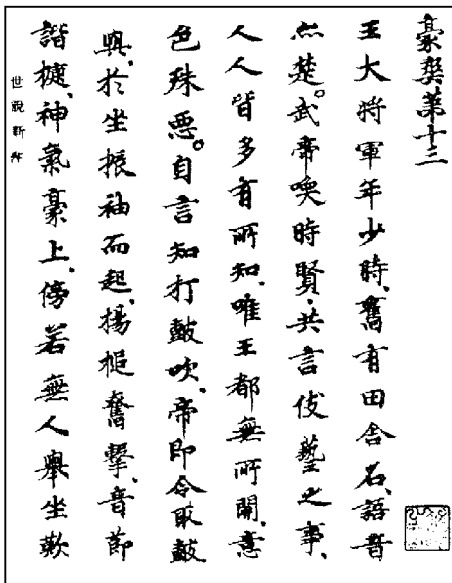 豪爽第十三
王大將軍年少時、舊有田舍名、語音
亦楚。武帝喚時賢、共言伎藝之事、
人人皆多有所知、唯王都無所關、意
色殊惡。自言知打鼓吹、帝即令取鼓
與、於坐振袖而起、揚槌奮擊、音節
諧捷、神氣豪上、傍若無人、舉坐歎
世說新語